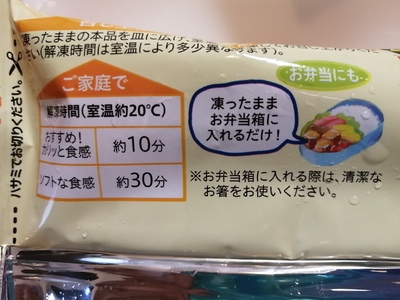 凍ったままの本品を皿に広げ、室
さい(解凍時間は室温により多少異なります)。
ご家庭で
お弁当にも
解凍時間(室温約20℃)
おすすめ!
カリッと食感
約10分
ソフトな食感
約30分
凍ったまま
お弁当箱に
入れるだけ!
※お弁当箱に入れる際は、清潔な
お箸をお使いください。
ハサミでお切りください。